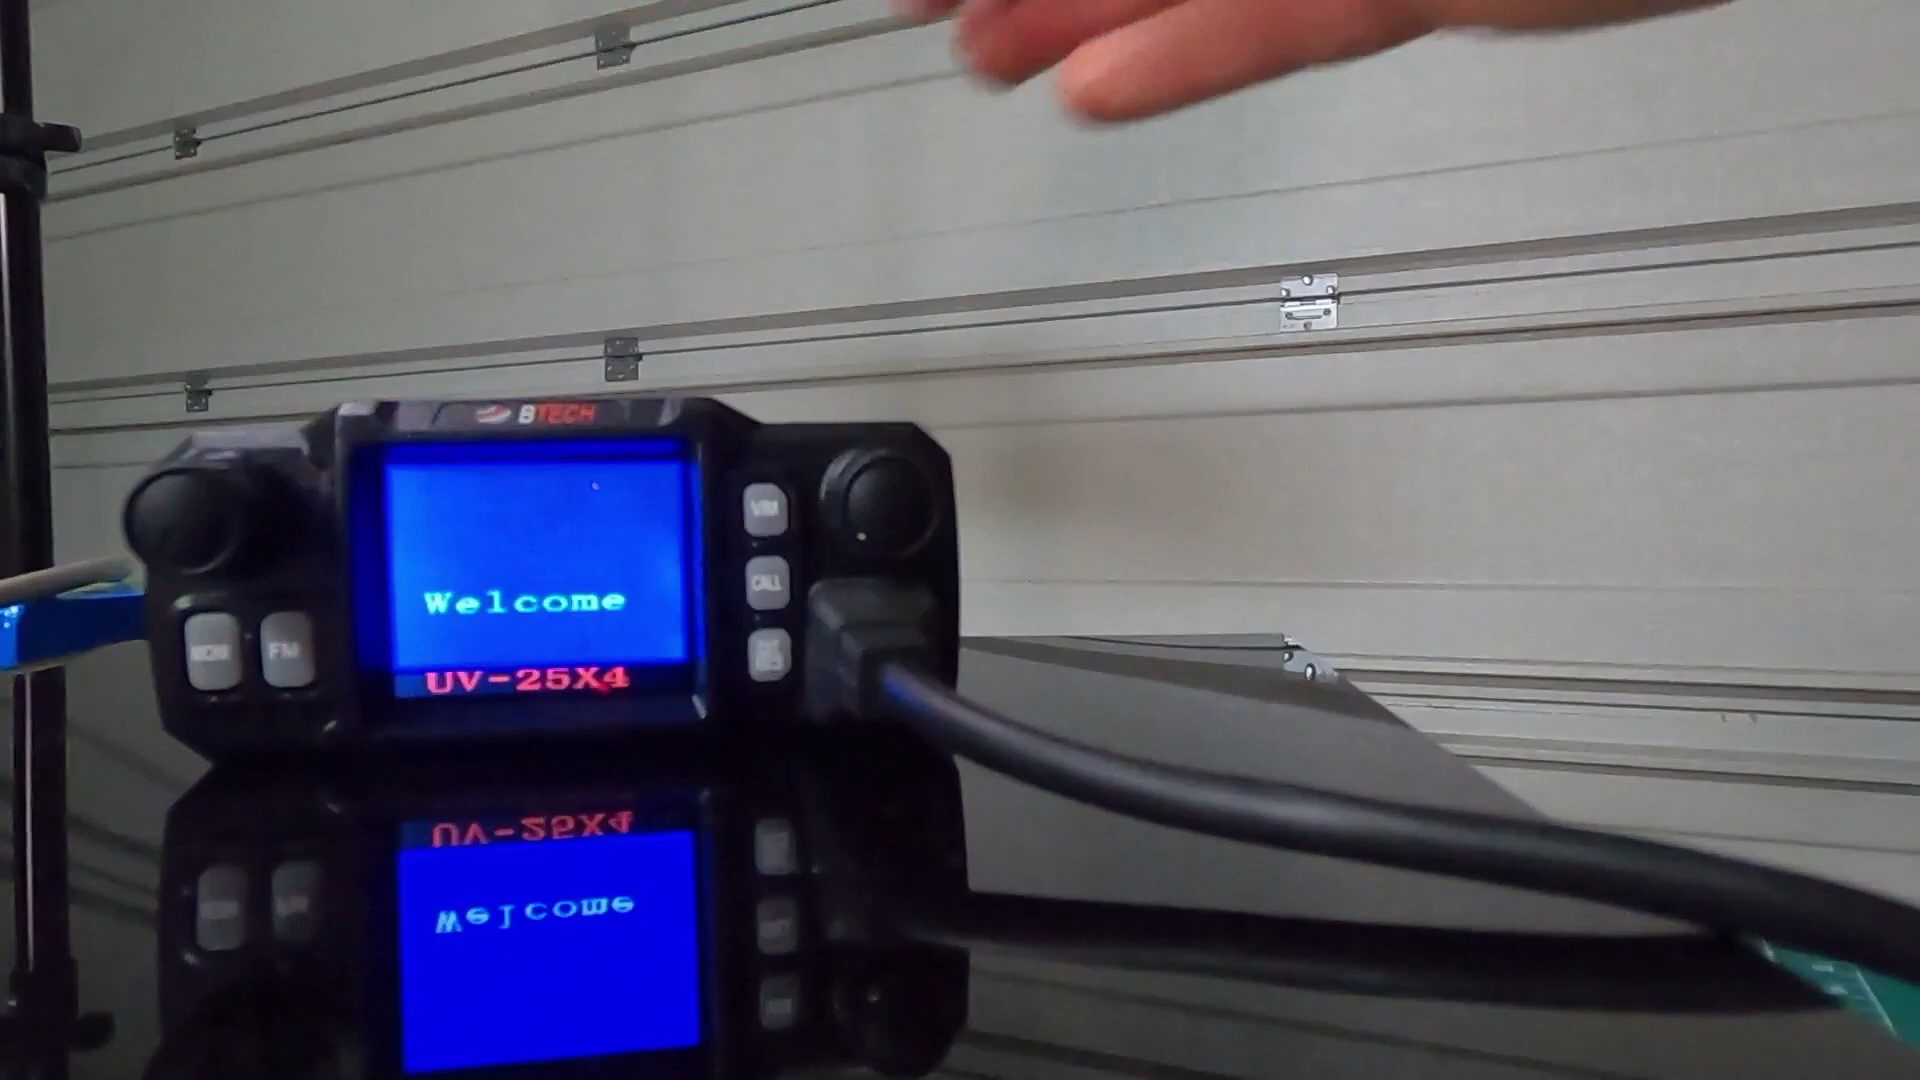 BTECH
Welcome
UV-25X4
V/M
CALL
FM